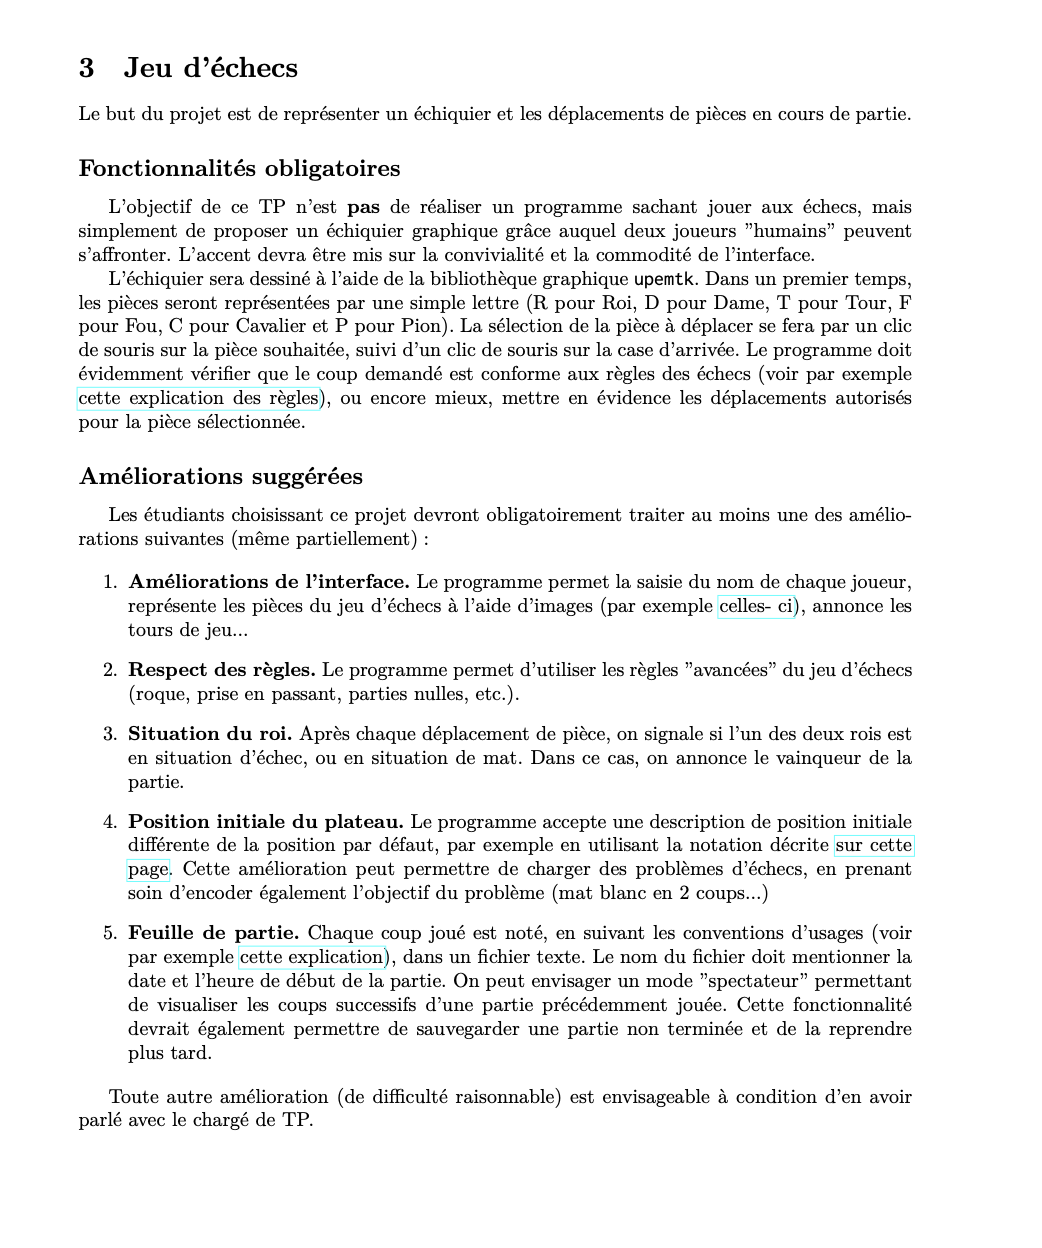 3 Jeu d'échecs
Le but du projet est de représenter un échiquier et les déplacements de pièces en cours de partie.
Fonctionnalités obligatoires
L'objectif de ce TP n'est pas de réaliser un programme sachant jouer aux échecs, mais
simplement de proposer un échiquier graphique grâce auquel deux joueurs "humains" peuvent
s'affronter. L'accent devra être mis sur la convivialité et la commodité de l'interface.
L'échiquier sera dessiné à l'aide de la bibliothèque graphique upemtk. Dans un premier temps,
les pièces seront représentées par une simple lettre (R pour Roi, D pour Dame, T pour Tour, F
pour Fou, C pour Cavalier et P pour Pion). La sélection de la pièce à déplacer se fera par un clic
de souris sur la pièce souhaitée, suivi d'un clic de souris sur la case d'arrivée. Le programme doit
évidemment vérifier que le coup demandé est conforme aux règles des échecs (voir par exemple
cette explication des règles), ou encore mieux, mettre en évidence les déplacements autorisés
pour la pièce sélectionnée.
Améliorations suggérées
Les étudiants choisissant ce projet devront obligatoirement traiter au moins une des amélio-
rations suivantes (même partiellement) :
1. Améliorations de l'interface. Le programme permet la saisie du nom de chaque joueur,
représente les pièces du jeu d'échecs à l'aide d'images (par exemple celles- ci), annonce les
tours de jeu...
2. Respect des règles. Le programme permet d'utiliser les règles "avancées" du jeu d'échecs
(roque, prise en passant, parties nulles, etc.).
3. Situation du roi. Après chaque déplacement de pièce, on signale si l'un des deux rois est
en situation d'échec, ou en situation de mat. Dans ce cas, on annonce le vainqueur de la
partie.
4. Position initiale du plateau. Le programme accepte une description de position initiale
différente de la position par défaut, par exemple en utilisant la notation décrite sur cette
page. Cette amélioration peut permettre de charger des problèmes d'échecs, en prenant
soin d'encoder également l'objectif du problème (mat blanc en 2 coups...)
5. Feuille de partie. Chaque coup joué est noté, en suivant les conventions d'usages (voir
par exemple cette explication), dans un fichier texte. Le nom du fichier doit mentionner la
date et l'heure de début de la partie. On peut envisager un mode "spectateur" permettant
de visualiser les coups successifs d'une partie précédemment jouée. Cette fonctionnalité
devrait également permettre de sauvegarder une partie non terminée et de la reprendre
plus tard.
Toute autre amélioration (de difficulté raisonnable) est envisageable à condition d'en avoir
parlé avec le chargé de TP.